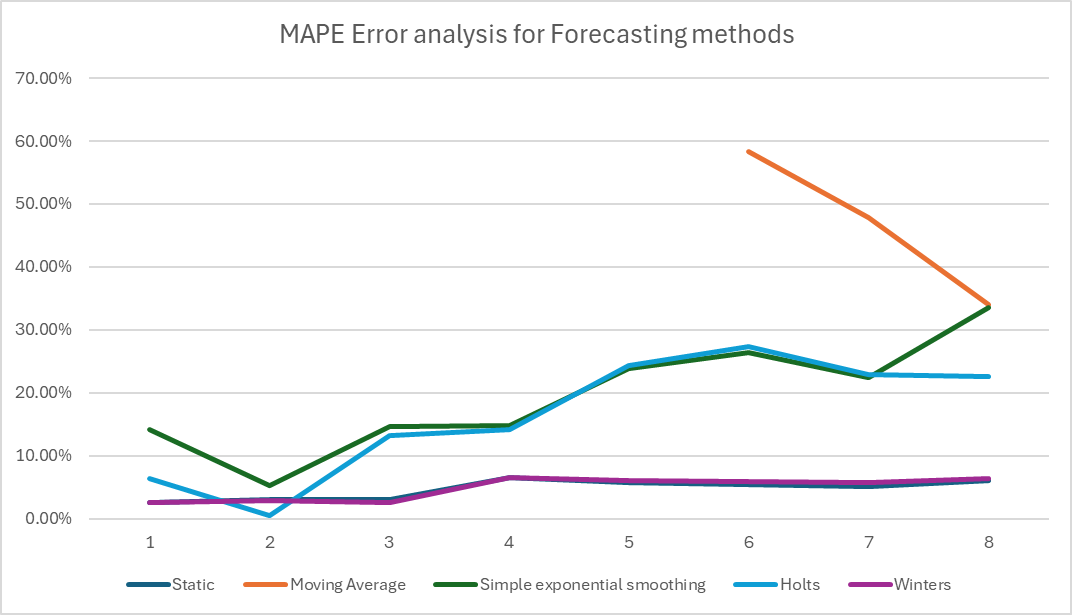 MAPE Error analysis for Forecasting methods
70.00%
60.00%
50.00%
40.00%
30.00%
20.00%
10.00%
0.00%
1 2 3 4 5 6 7 8
Static Moving Average Simple exponential smoothing Holts Winters